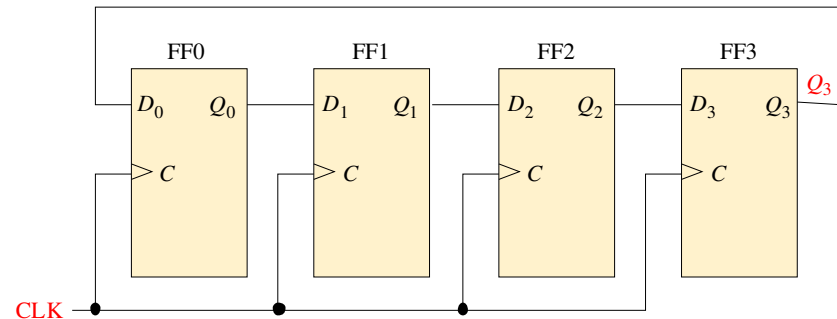 FF0 FF1 FF2 FF3
Q₃
D₀ Q₀ D₁ Q₁ D₂ Q₂ D₃ Q₃
C C C C
CLK